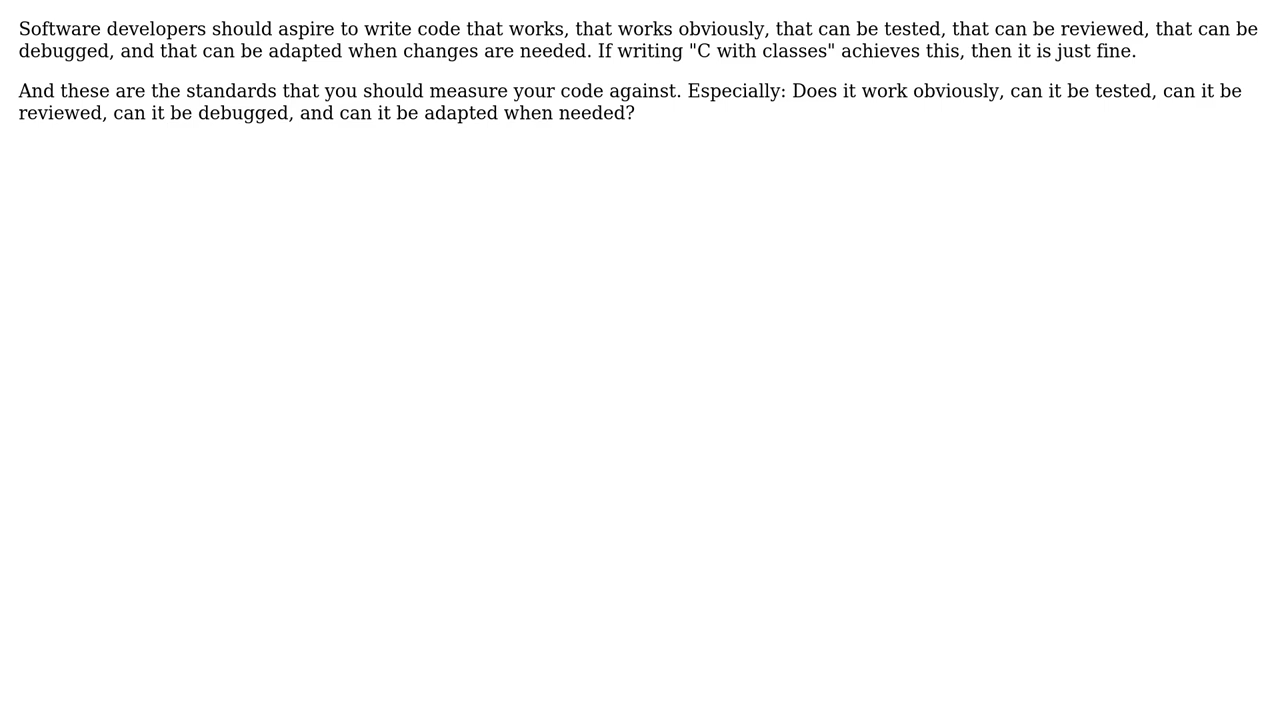 Software developers should aspire to write code that works, that works obviously, that can be tested, that can be reviewed, that can be
debugged, and that can be adapted when changes are needed. If writing "C with classes" achieves this, then it is just fine.
And these are the standards that you should measure your code against. Especially: Does it work obviously, can it be tested, can it be
reviewed, can it be debugged, and can it be adapted when needed?